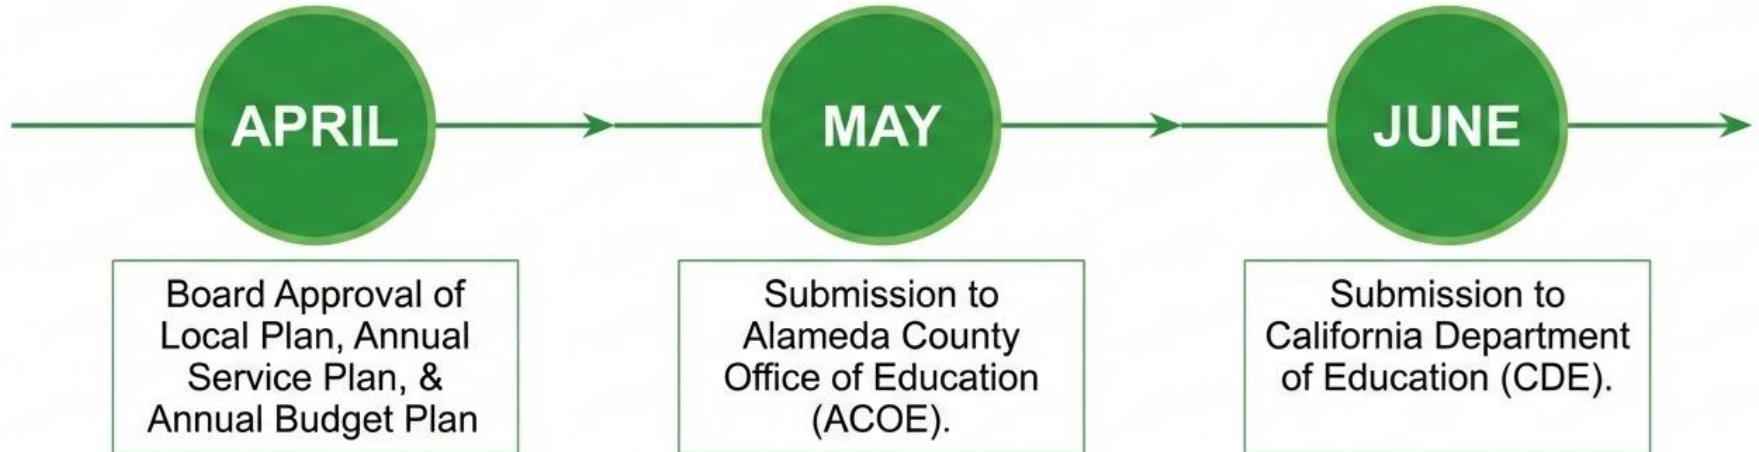 APRIL
Board Approval of
Local Plan, Annual
Service Plan, &
Annual Budget Plan
MAY
Submission to
Alameda County
Office of Education
(ACOE).
JUNE
Submission to
California Department
of Education (CDE).